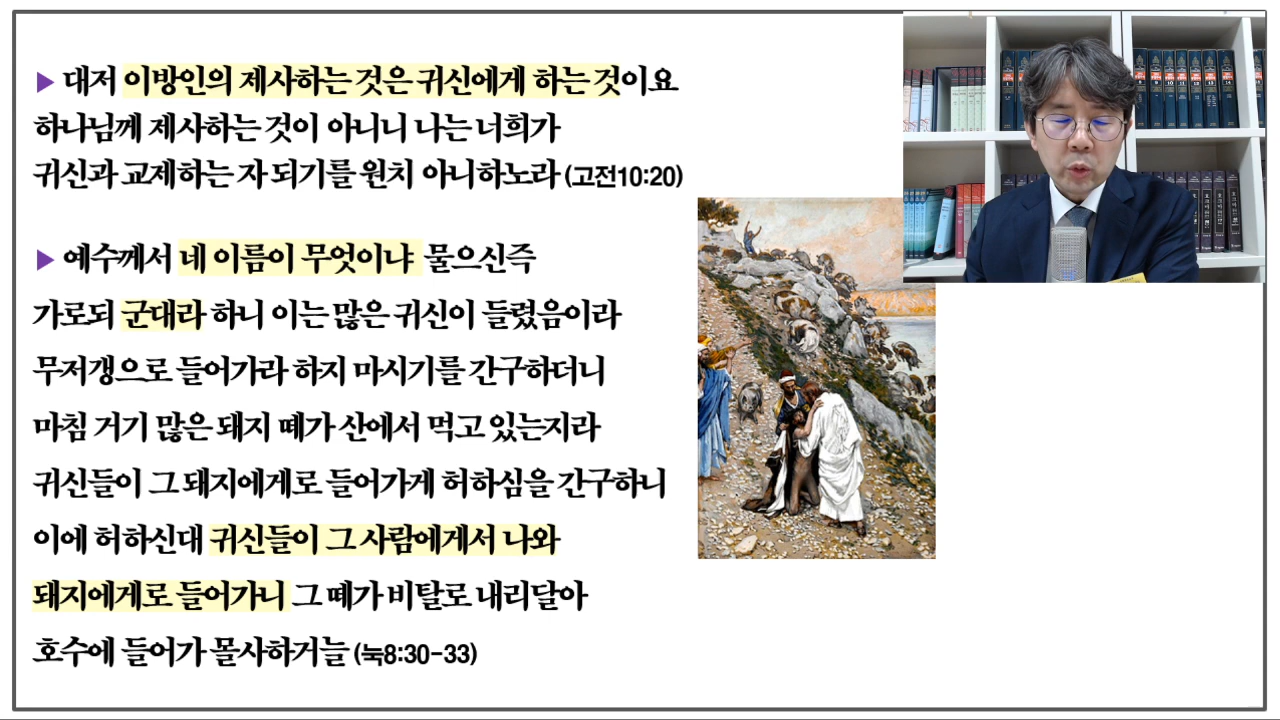 ▶ 대저 이방인의 제사하는 것은 귀신에게 하는 것이요
하나님께 제사하는 것이 아니니 나는 너희가
귀신과 교제하는 자 되기를 원치 아니하노라 (고전10:20)
▶ 예수께서 네 이름이 무엇이냐 물으신즉
가로되 군대라 하니 이는 많은 귀신이 들렸음이라
무저갱으로 들어가라 하지 마시기를 간구하더니
마침 거기 많은 돼지 떼가 산에서 먹고 있는지라
귀신들이 그 돼지에게로 들어가게 허하심을 간구하니
이에 허하신대 귀신들이 그 사람에게서 나와
돼지에게로 들어가니 그 떼가 비탈로 내리달아
호수에 들어가 몰사하거늘 (눅8:30-33)